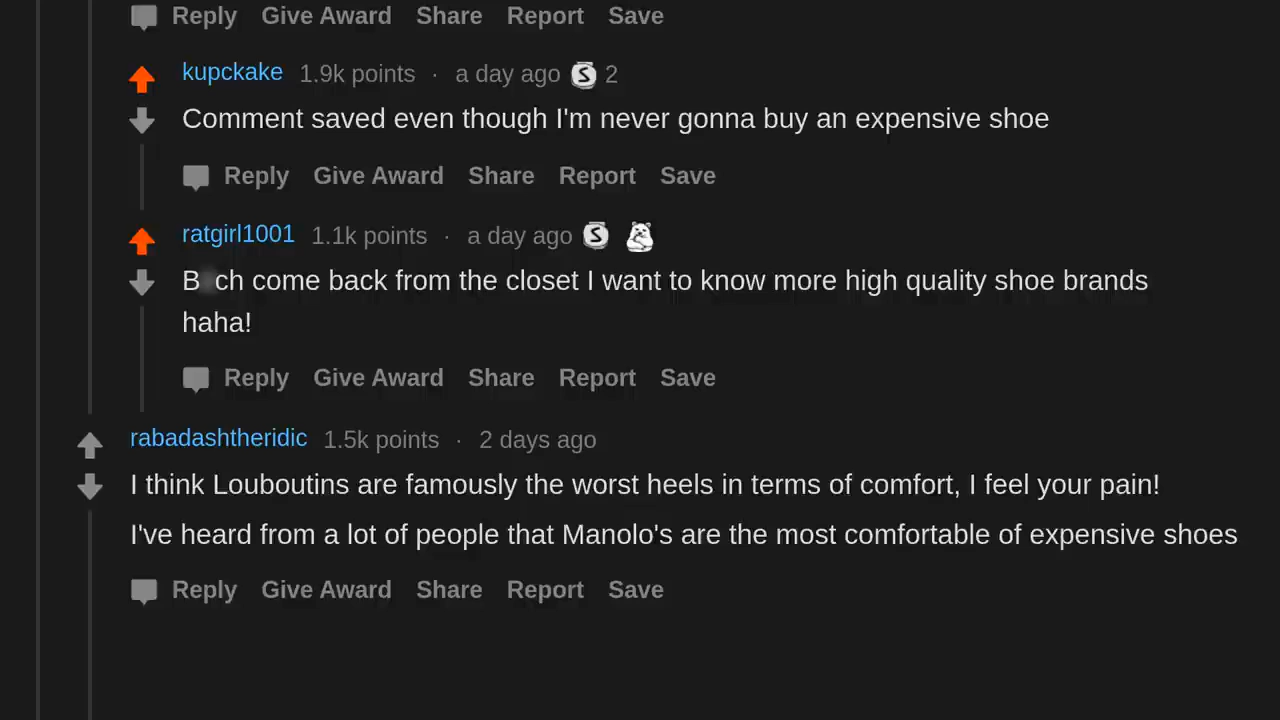 Reply Give Award Share Report Save
kupckake 1.9k points · a day ago S 2
Comment saved even though I'm never gonna buy an expensive shoe
Reply Give Award Share Report Save
ratgirl1001 1.1k points · a day ago S
B ch come back from the closet I want to know more high quality shoe brands
haha!
Reply Give Award Share Report Save
rabadashtheridic 1.5k points · 2 days ago
I think Louboutins are famously the worst heels in terms of comfort, I feel your pain!
I've heard from a lot of people that Manolo's are the most comfortable of expensive shoes
Reply Give Award Share Report Save